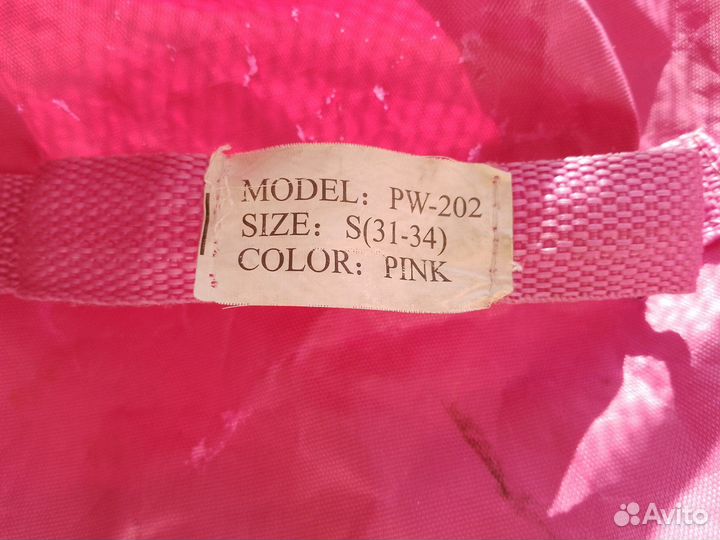 MODEL: PW-202
SIZE: S(31-34)
COLOR: PINK
Avito